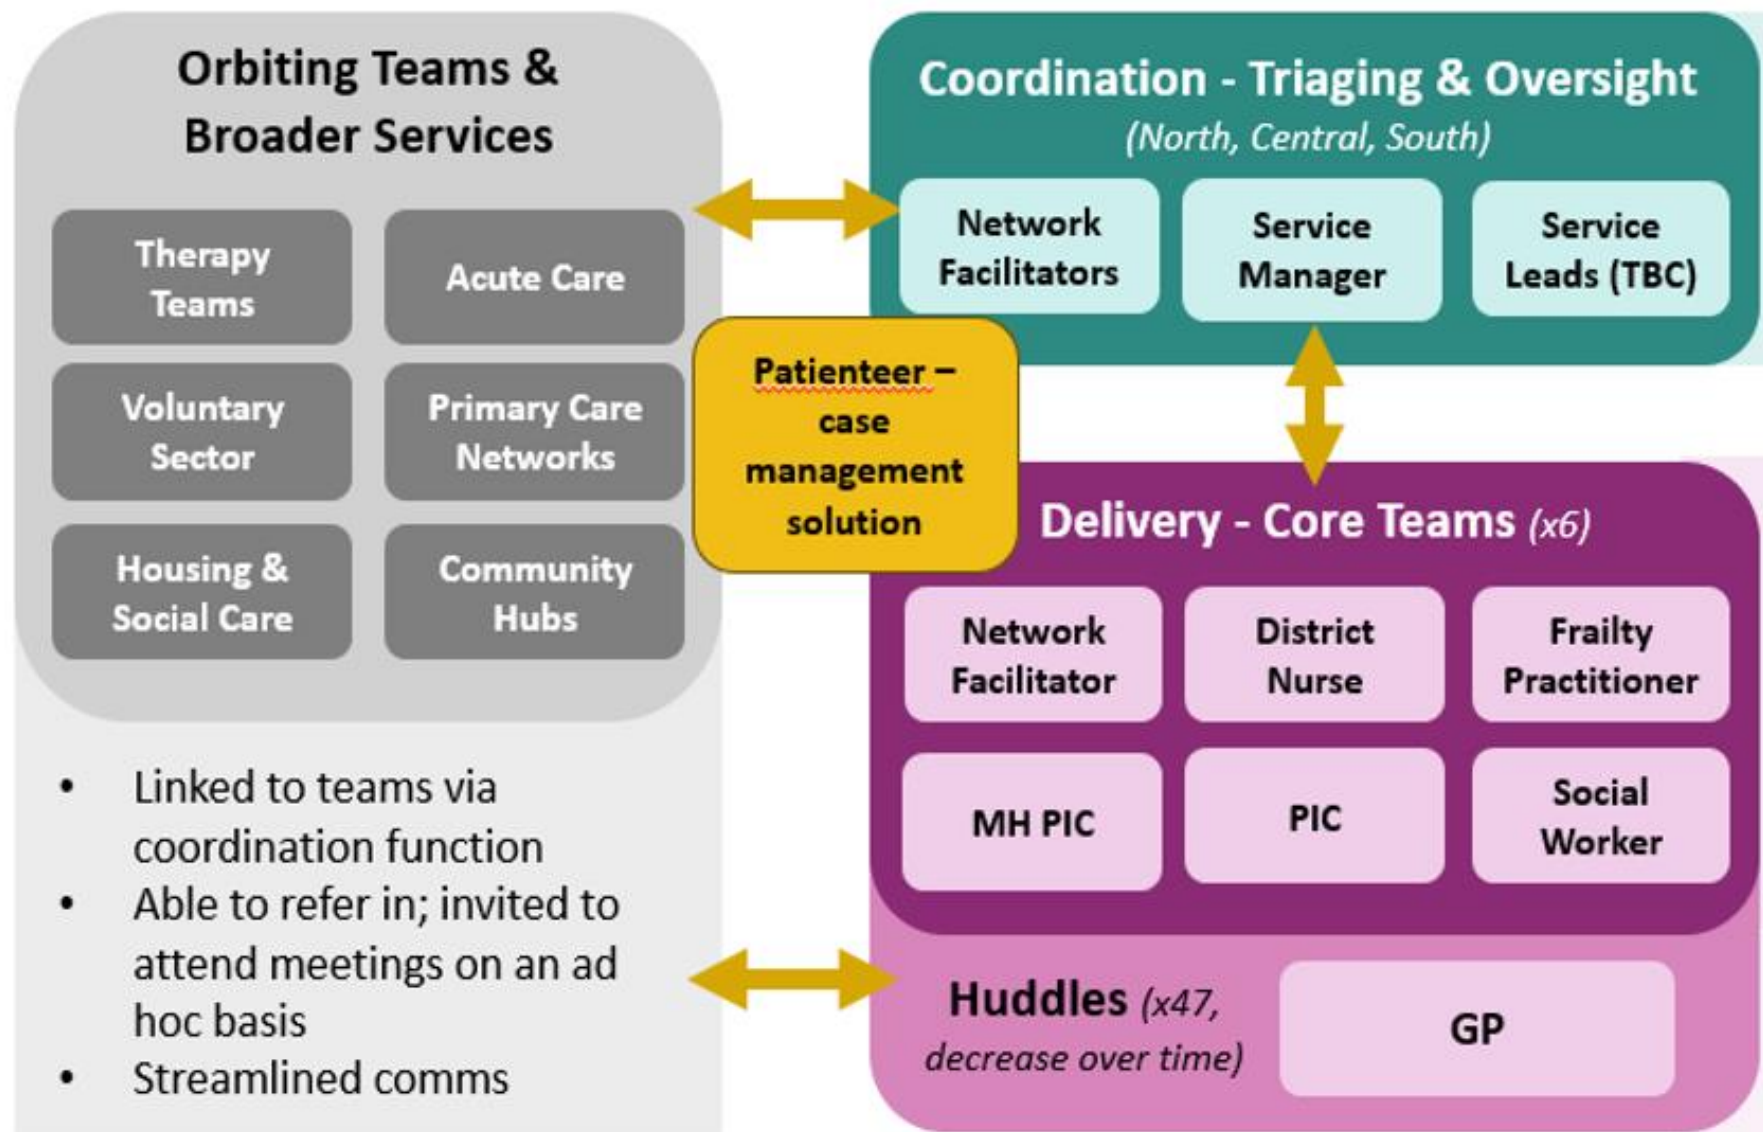 Orbiting Teams &
Broader Services
Therapy
Teams
Acute Care
Voluntary
Sector
Primary Care
Networks
Housing &
Social Care
Community
Hubs
• Linked to teams via
coordination function
• Able to refer in; invited to
attend meetings on an ad
hoc basis
• Streamlined comms
Patienteer –
case
management
solution
Coordination - Triaging & Oversight
(North, Central, South)
Network
Facilitators
Service
Manager
Service
Leads (TBC)
Delivery - Core Teams (x6)
Network
Facilitator
District
Nurse
Frailty
Practitioner
MH PIC
PIC
Social
Worker
Huddles (x47,
decrease over time)
GP